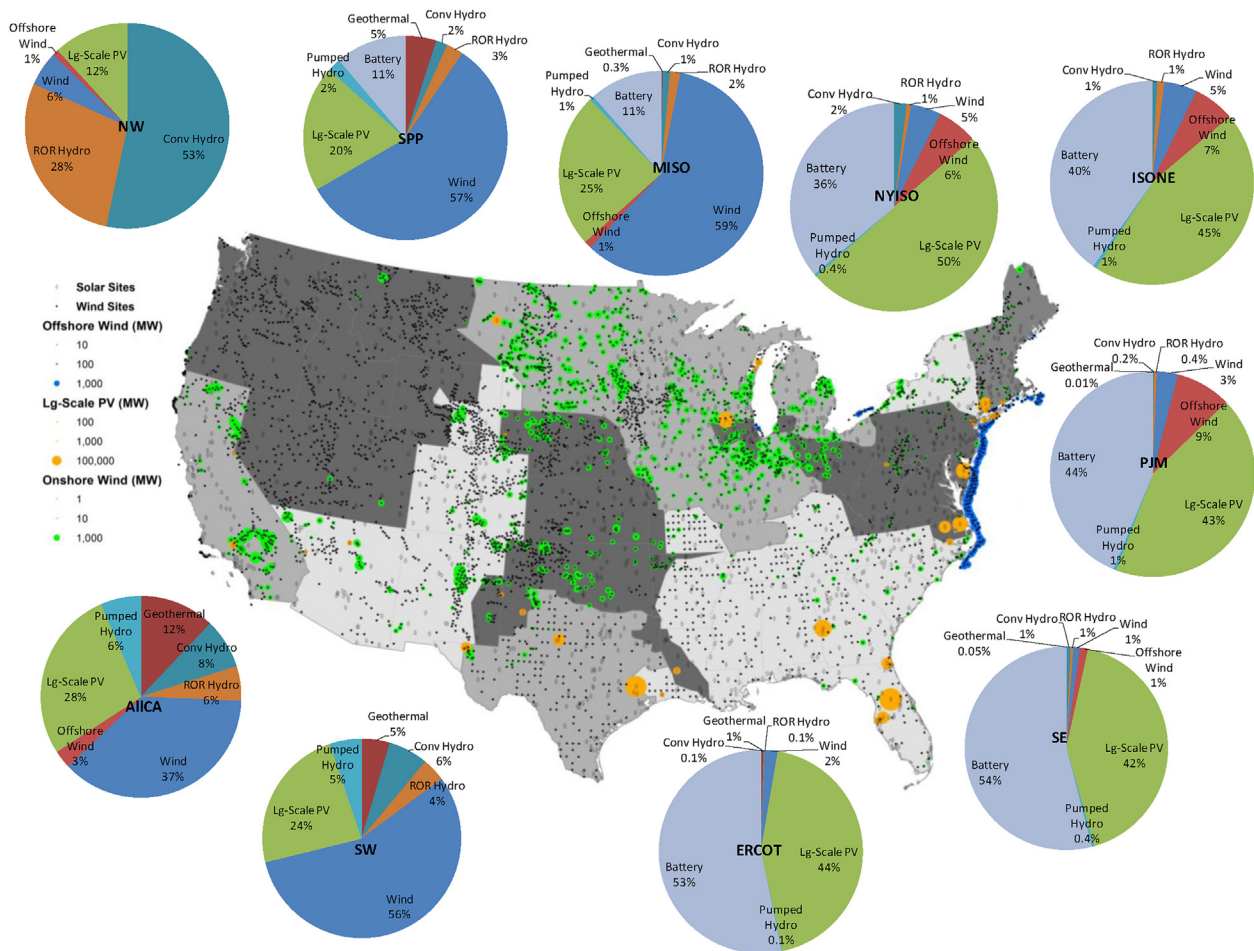 Offshore
Wind
1%
Lg-Scale PV
12%
Wind
6%
NW
ROR Hydro
28%
Conv Hydro
53%
Geothermal
5%
Conv Hydro
2%
ROR Hydro
3%
Pumped
Hydro
2%
Battery
11%
Lg-Scale PV
20%
SPP
Wind
57%
Geothermal
0.3%
Conv Hydro
1%
ROR Hydro
2%
Pumped
Hydro
1%
Battery
11%
Lg-Scale PV
25%
MISO
Offshore
Wind
1%
Wind
59%
Conv Hydro
2%
ROR Hydro
1%
Wind
5%
Offshore
Wind
6%
Battery
36%
NYISO
Pumped
Hydro
0.4%
Lg-Scale PV
50%
Conv Hydro
1%
ROR Hydro
1%
Wind
5%
Offshore
Wind
7%
Battery
40%
ISONE
Pumped
Hydro
1%
Lg-Scale PV
45%
Solar Sites
Wind Sites
Offshore Wind (MW)
10
100
1,000
Lg-Scale PV (MW)
100
1,000
100,000
Onshore Wind (MW)
1
10
1,000
Conv Hydro
0.2%
ROR Hydro
0.4%
Geothermal
0.01%
Wind
3%
Offshore
Wind
9%
Battery
44%
PJM
Pumped
Hydro
1%
Lg-Scale PV
43%
Pumped
Hydro
6%
Geothermal
12%
Conv Hydro
8%
ROR Hydro
6%
Lg-Scale PV
28%
AllCA
Offshore
Wind
3%
Wind
37%
Geothermal
5%
Conv Hydro
6%
ROR Hydro
4%
Pumped
Hydro
5%
Lg-Scale PV
24%
SW
Wind
56%
Geothermal
1%
ROR Hydro
0.1%
Conv Hydro
0.1%
Wind
2%
Battery
53%
ERCOT
Lg-Scale PV
44%
Pumped
Hydro
0.1%
Conv Hydro
1%
ROR Hydro
1%
Wind
1%
Geothermal
0.05%
Offshore
Wind
1%
SE
Battery
54%
Lg-Scale PV
42%
Pumped
Hydro
0.4%